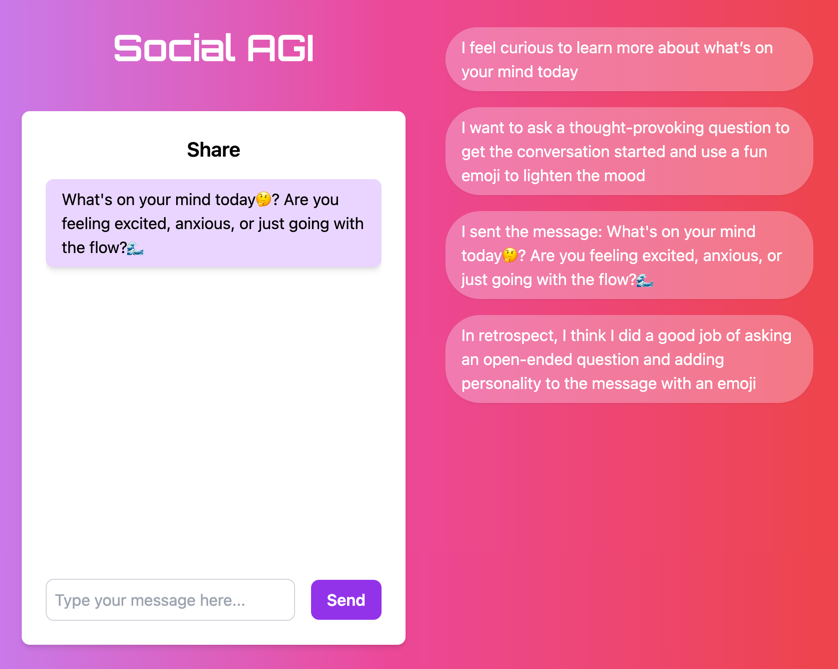 Social AGI
Share
What's on your mind today🤔? Are you
feeling excited, anxious, or just going with
the flow?🌊
Type your message here...
Send
I feel curious to learn more about what’s on
your mind today
I want to ask a thought-provoking question to
get the conversation started and use a fun
emoji to lighten the mood
I sent the message: What's on your mind
today🤔? Are you feeling excited, anxious, or
just going with the flow?🌊
In retrospect, I think I did a good job of asking
an open-ended question and adding
personality to the message with an emoji